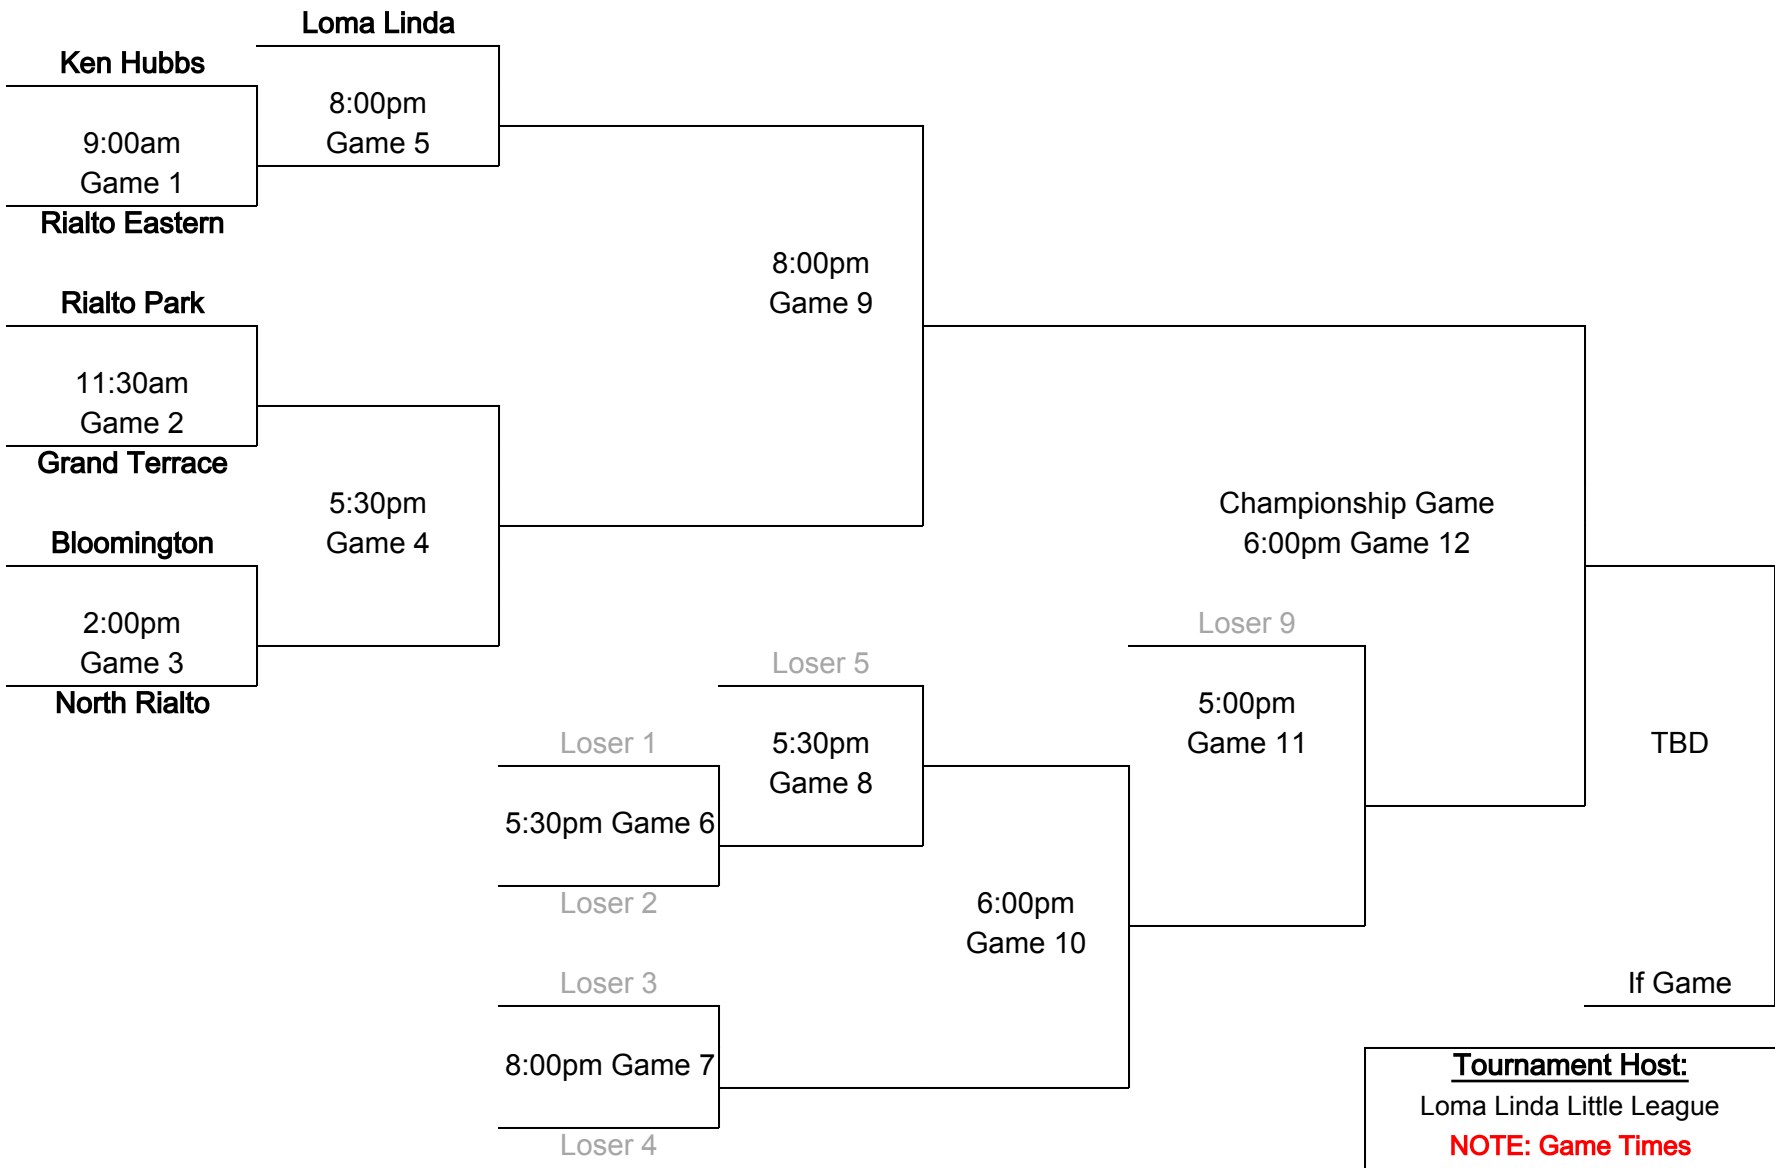 Loma Linda
Ken Hubbs
8:00pm
Game 5
9:00am
Game 1
Rialto Eastern
8:00pm
Game 9
Rialto Park
11:30am
Game 2
Grand Terrace
5:30pm
Game 4
Championship Game
6:00pm Game 12
Bloomington
2:00pm
Game 3
North Rialto
Loser 9
Loser 5
5:00pm
Game 11
Loser 1
5:30pm
Game 8
TBD
5:30pm Game 6
Loser 2
6:00pm
Game 10
Loser 3
If Game
8:00pm Game 7
Loser 4
Tournament Host:
Loma Linda Little League
NOTE: Game Times